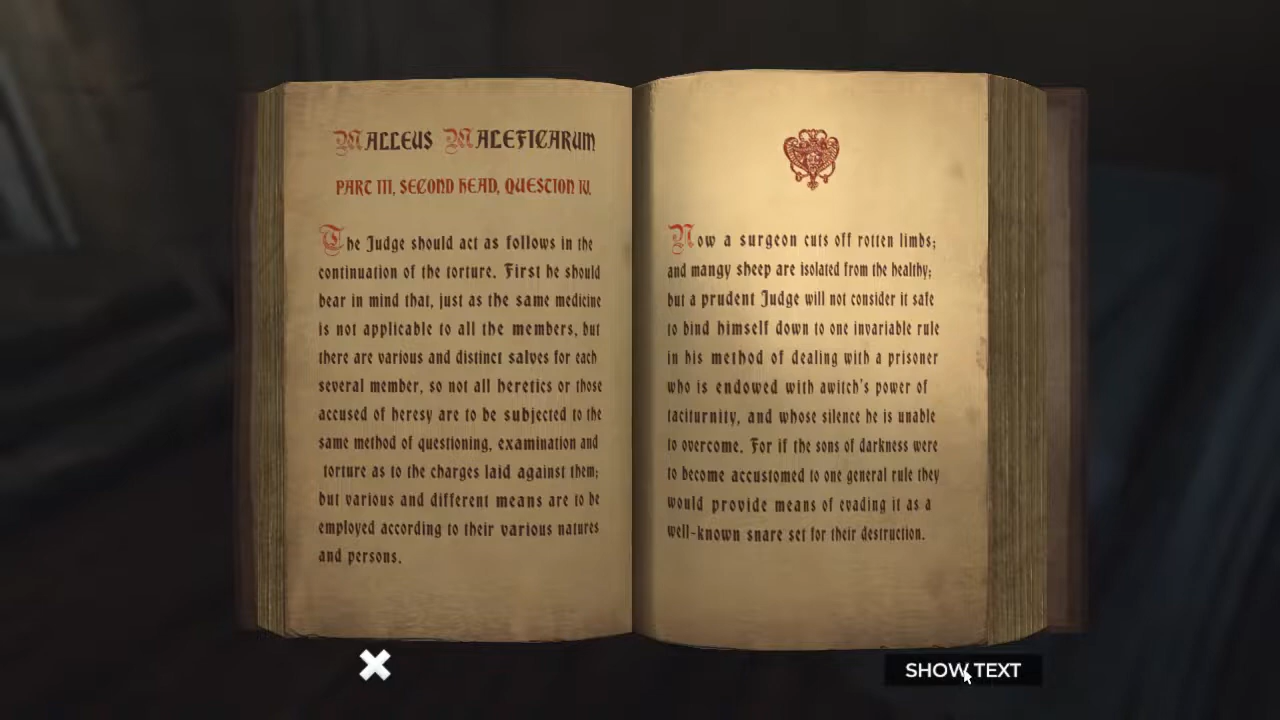 Malleus Maleficarum
Part III, Second Head, Question IV.
The Judge should act as follows in the
continuation of the torture. First he should
bear in mind that, just as the same medicine
is not applicable to all the members, but
there are various and distinct salves for each
several member, so not all heretics or those
accused of heresy are to be subjected to the
same method of questioning, examination and
torture as to the charges laid against them;
but various and different means are to be
employed according to their various natures
and persons.
Now a surgeon cuts off rotten limbs;
and mangy sheep are isolated from the healthy;
but a prudent Judge will not consider it safe
to bind himself down to one invariable rule
in his method of dealing with a prisoner
who is endowed with awitch's power of
taciturnity, and whose silence he is unable
to overcome. For if the sons of darkness were
to become accustomed to one general rule they
would provide means of evading it as a
well-known snare set for their destruction.
SHOW TEXT